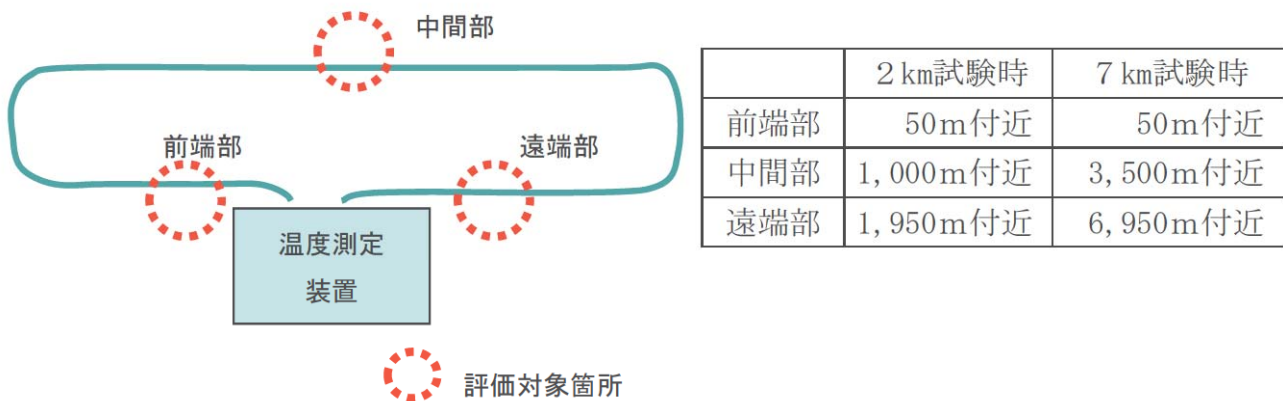 中間部
前端部
遠端部
温度測定
装置
評価対象箇所
２km試験時 ７km試験時
前端部 50m付近 50m付近
中間部 1,000m付近 3,500m付近
遠端部 1,950m付近 6,950m付近